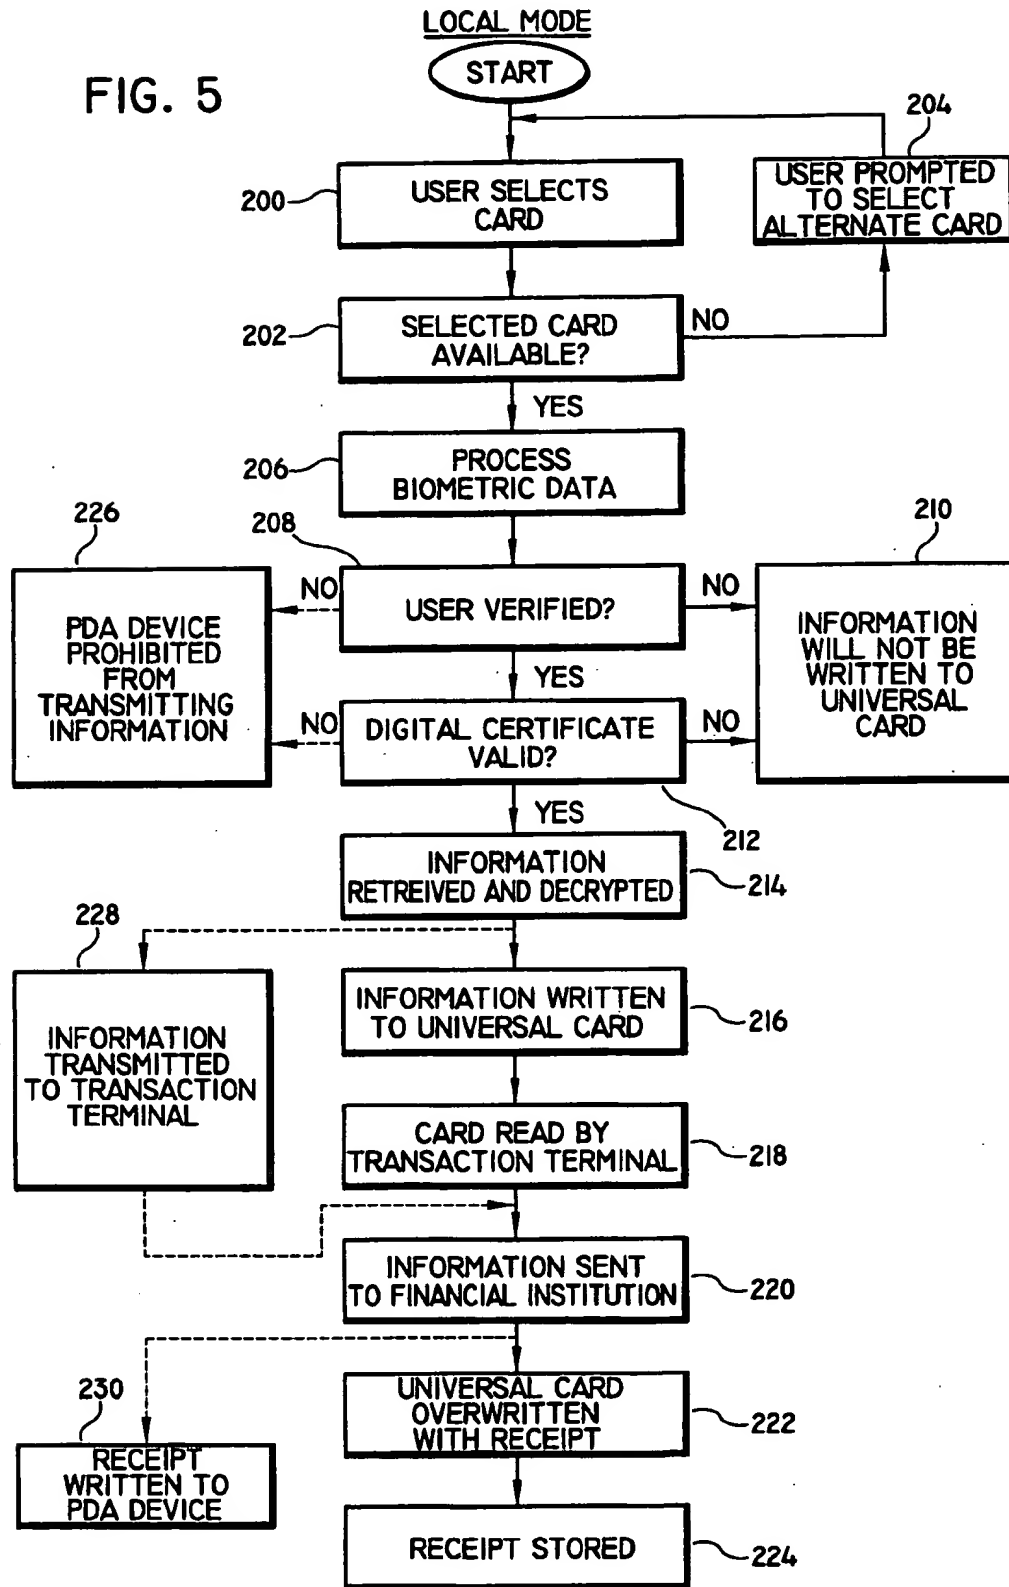 LOCAL MODE
START
FIG. 5
204
USER PROMPTED
TO SELECT
ALTERNATE CARD
200
USER SELECTS
CARD
202
SELECTED CARD
AVAILABLE?
NO
YES
206
PROCESS
BIOMETRIC DATA
226
208
210
PDA DEVICE
PROHIBITED
FROM
TRANSMITTING
INFORMATION
NO
USER VERIFIED?
NO
INFORMATION
WILL NOT BE
WRITTEN TO
UNIVERSAL
CARD
YES
NO
DIGITAL CERTIFICATE
VALID?
NO
212
YES
INFORMATION
RETREIVED AND DECRYPTED
214
228
INFORMATION
TRANSMITTED
TO TRANSACTION
TERMINAL
INFORMATION WRITTEN
TO UNIVERSAL CARD
216
CARD READ BY
TRANSACTION TERMINAL
218
INFORMATION SENT
TO FINANCIAL INSTITUTION
220
230
RECEIPT
WRITTEN TO
PDA DEVICE
UNIVERSAL CARD
OVERWRITTEN
WITH RECEIPT
222
RECEIPT STORED
224